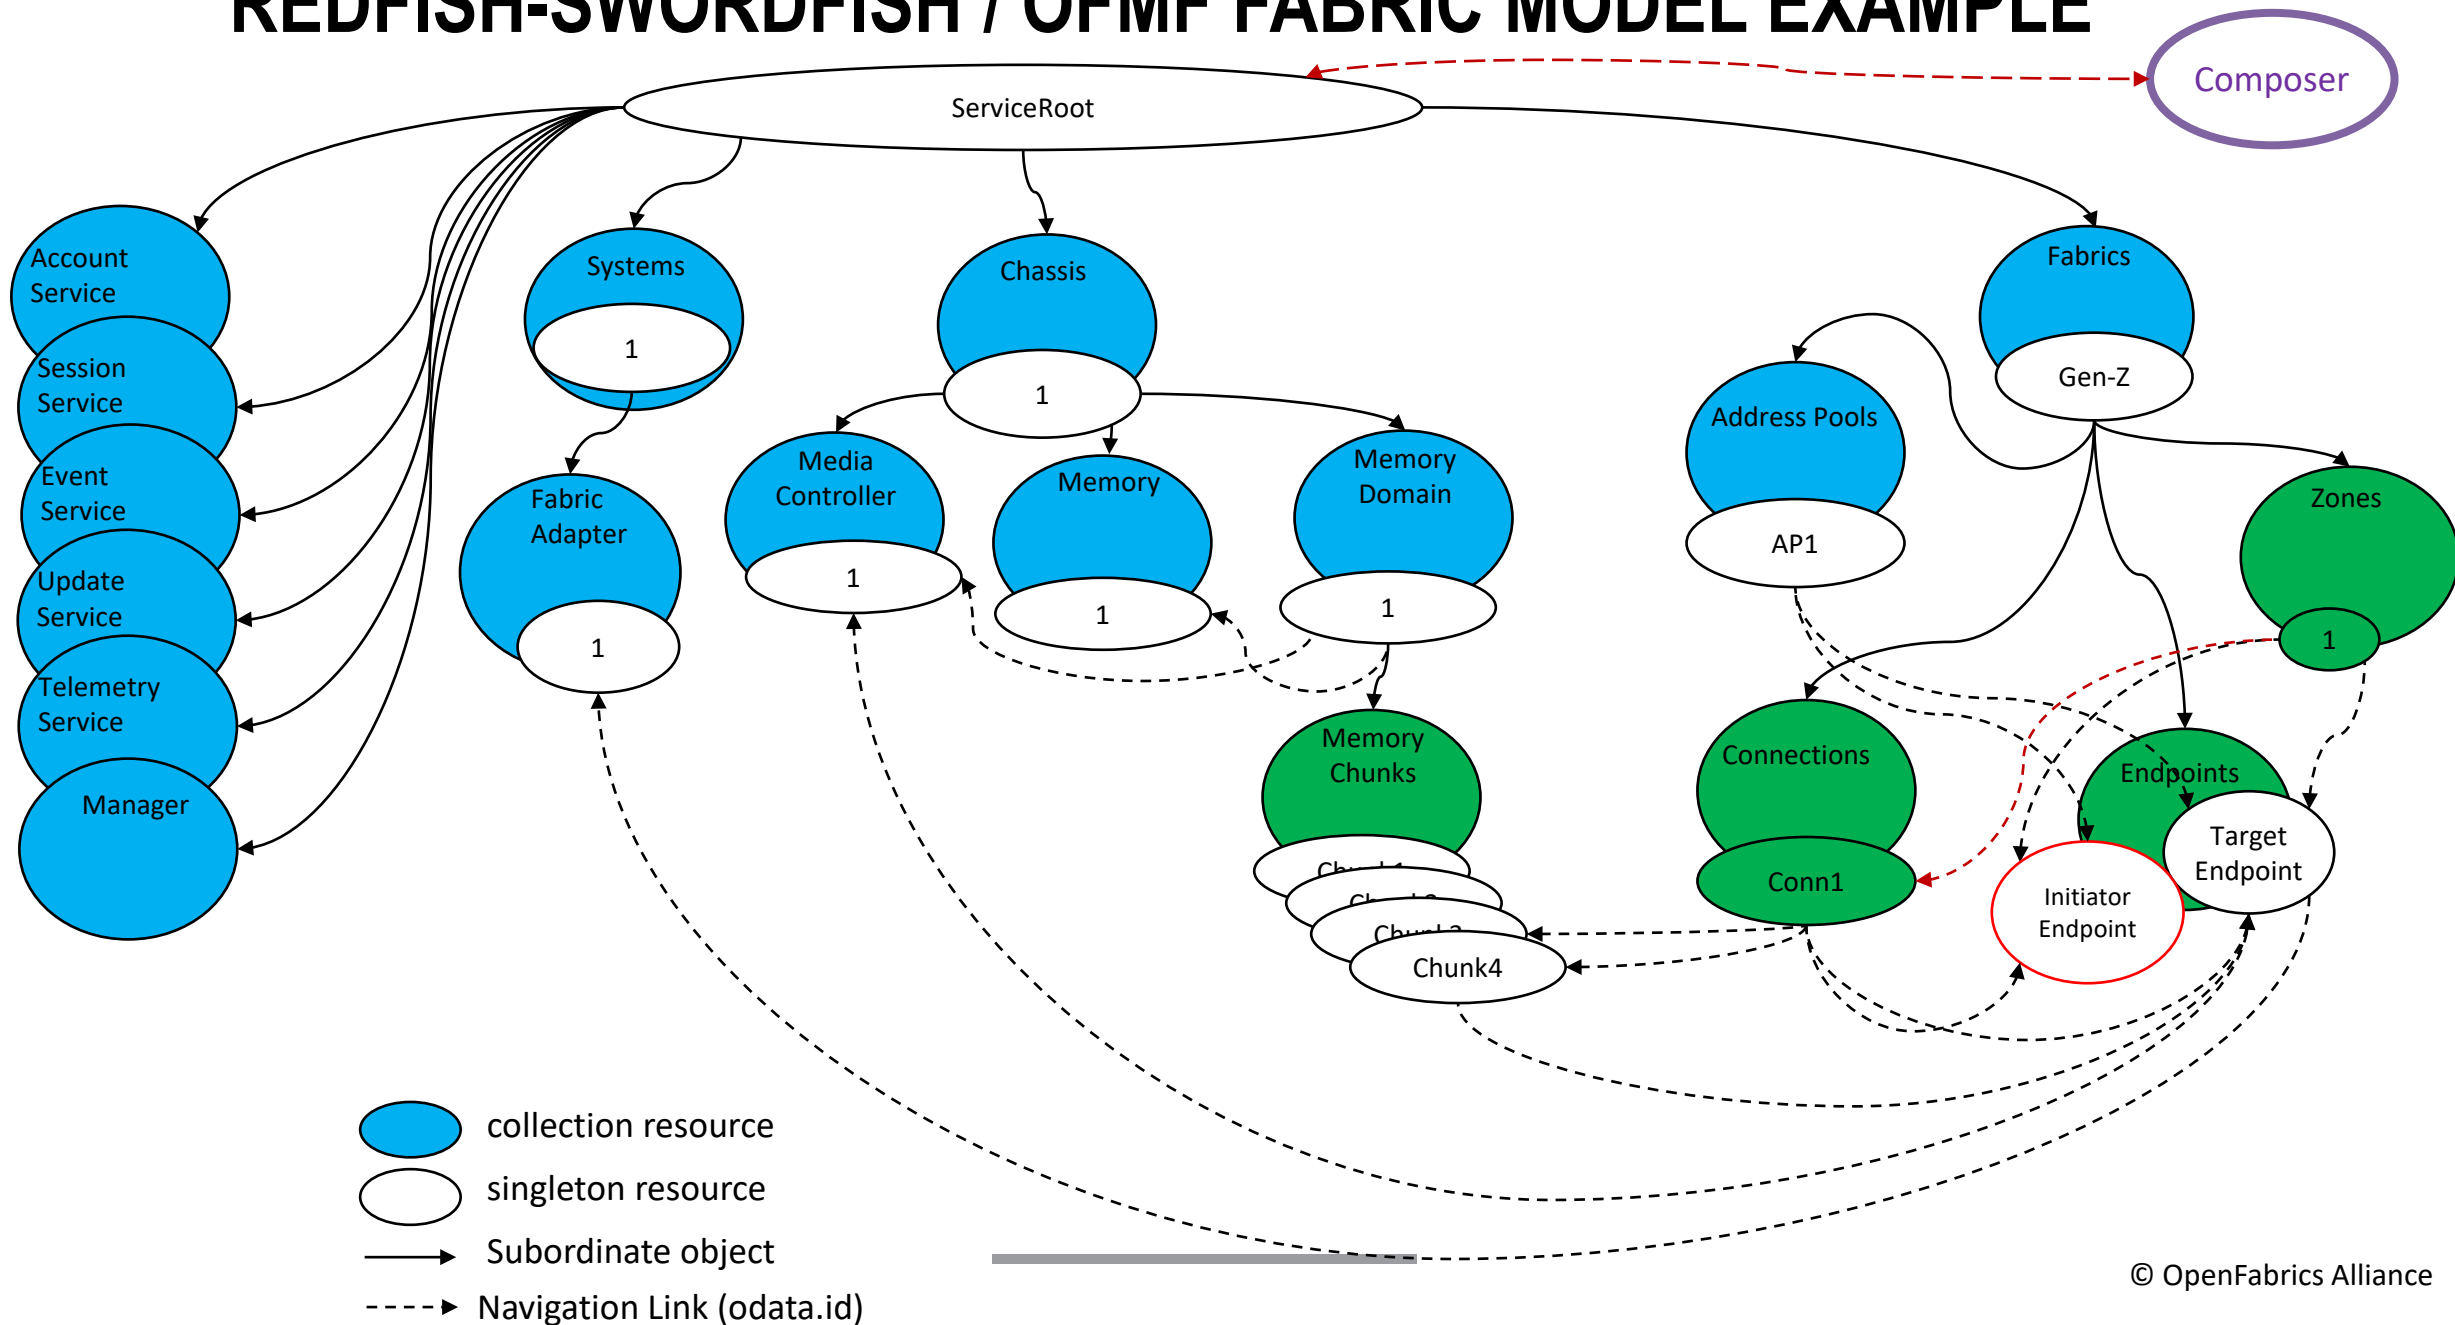 REDFISH-SWORDFISH / OFMF FABRIC MODEL EXAMPLE
Composer
ServiceRoot
Account
Service
Session
Service
Event
Service
Update
Service
Telemetry
Service
Manager
Systems
1
Fabric
Adapter
1
Chassis
1
Media
Controller
1
Memory
1
Memory
Domain
1
Memory
Chunks
Chunk4
Fabrics
Gen-Z
Address Pools
AP1
Zones
1
Connections
Conn1
Endpoints
Target
Endpoint
Initiator
Endpoint
collection resource
singleton resource
Subordinate object
Navigation Link (odata.id)
© OpenFabrics Alliance